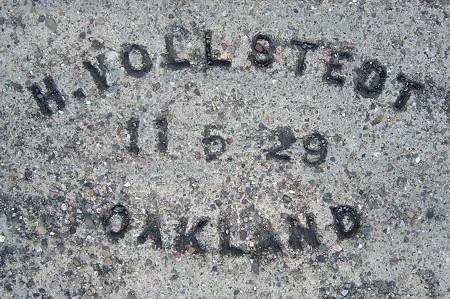 H. VOLLSTEDT
11 5 29
OAKLAND